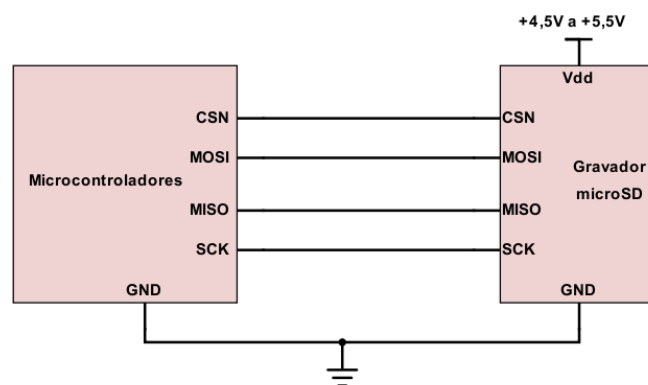 +4,5V a +5,5V
Vdd
CSN
CSN
MOSI
MOSI
Microcontroladores
Gravador
microSD
MISO
MISO
SCK
SCK
GND
GND